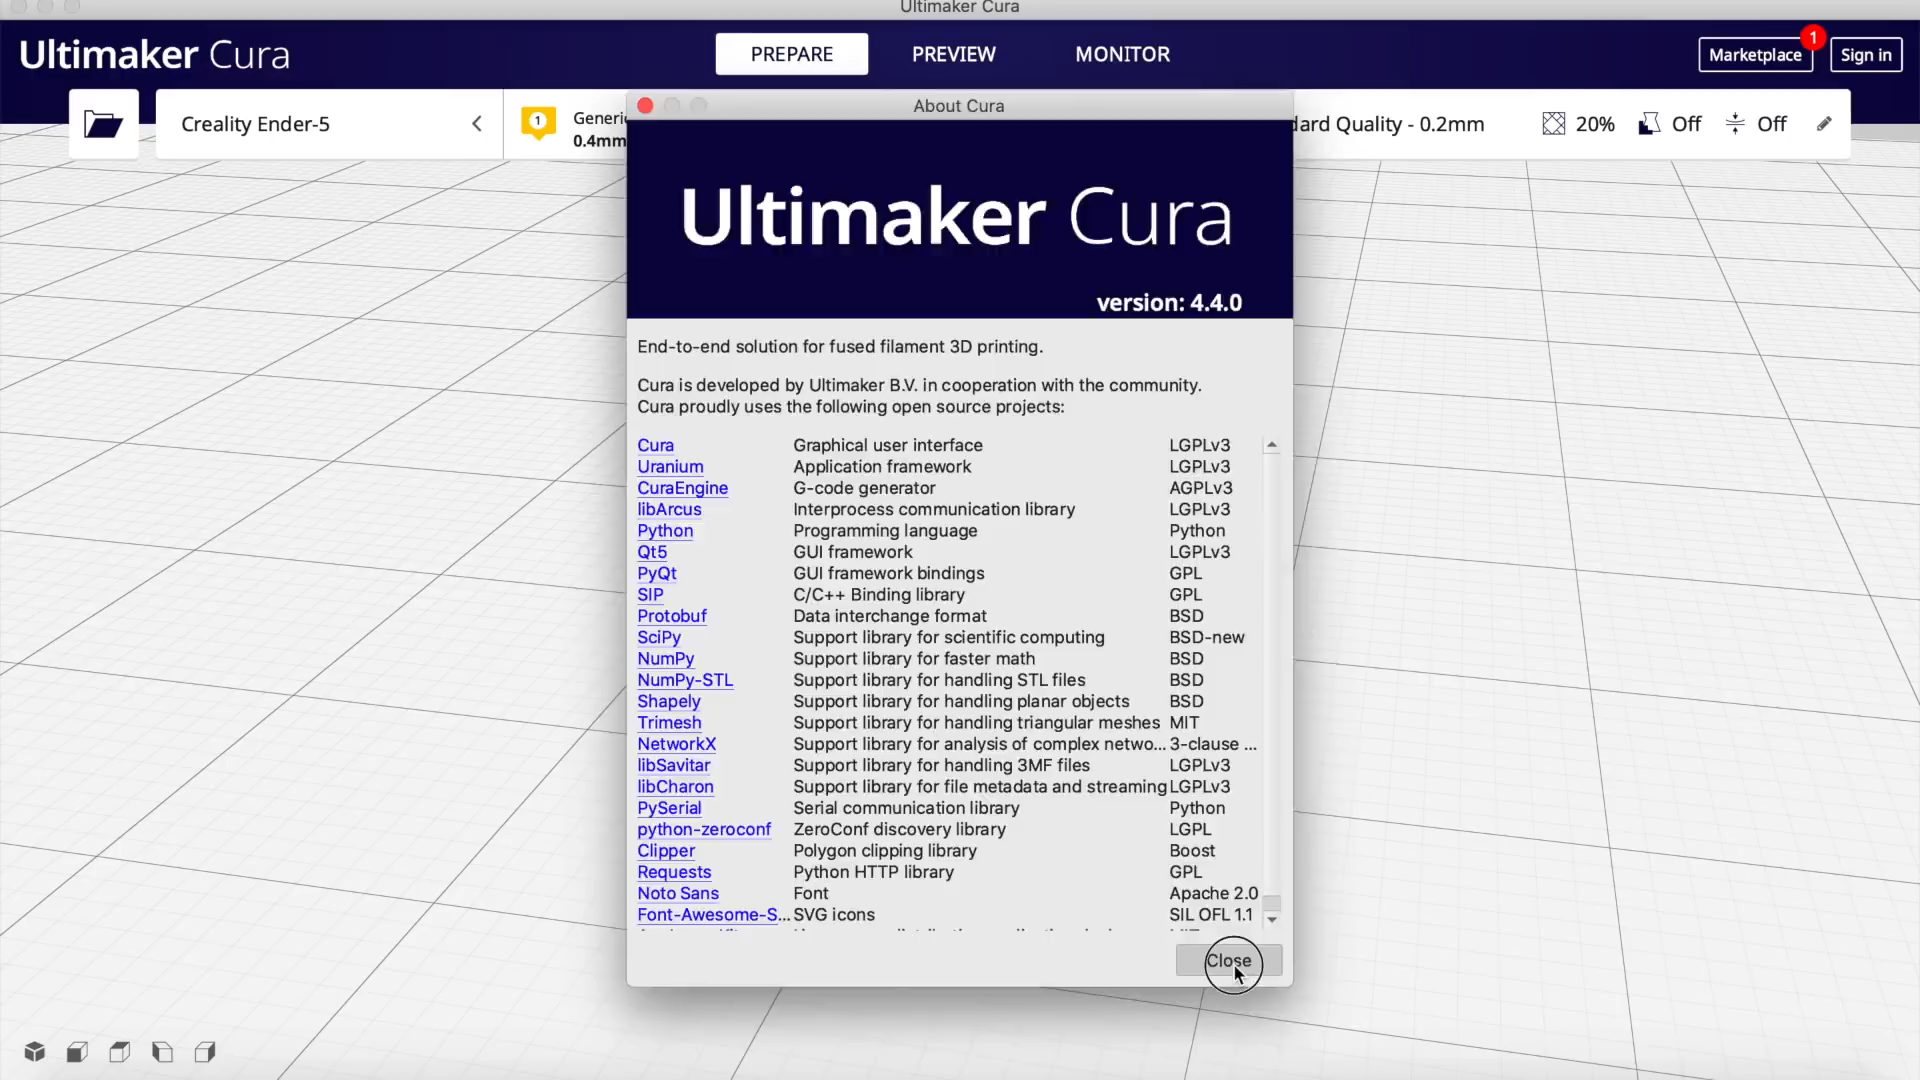 Ultimaker Cura
Ultimaker Cura
PREPARE
PREVIEW
MONITOR
Marketplace
1
Sign in
Creality Ender-5
1
Generi
0.4mm
dard Quality - 0.2mm
20%
Off
Off
About Cura
Ultimaker Cura
version: 4.4.0
End-to-end solution for fused filament 3D printing.
Cura is developed by Ultimaker B.V. in cooperation with the community.
Cura proudly uses the following open source projects:
Cura Graphical user interface LGPLv3
Uranium Application framework LGPLv3
CuraEngine G-code generator AGPLv3
libArcus Interprocess communication library LGPLv3
Python Programming language Python
Qt5 GUI framework LGPLv3
PyQt GUI framework bindings GPL
SIP C/C++ Binding library GPL
Protobuf Data interchange format BSD
SciPy Support library for scientific computing BSD-new
NumPy Support library for faster math BSD
NumPy-STL Support library for handling STL files BSD
Shapely Support library for handling planar objects BSD
Trimesh Support library for handling triangular meshes MIT
NetworkX Support library for analysis of complex netwo... 3-clause ...
libSavitar Support library for handling 3MF files LGPLv3
libCharon Support library for file metadata and streaming LGPLv3
PySerial Serial communication library Python
python-zeroconf ZeroConf discovery library LGPL
Clipper Polygon clipping library Boost
Requests Python HTTP library GPL
Noto Sans Font Apache 2.0
Font-Awesome-S... SVG icons SIL OFL 1.1
Close